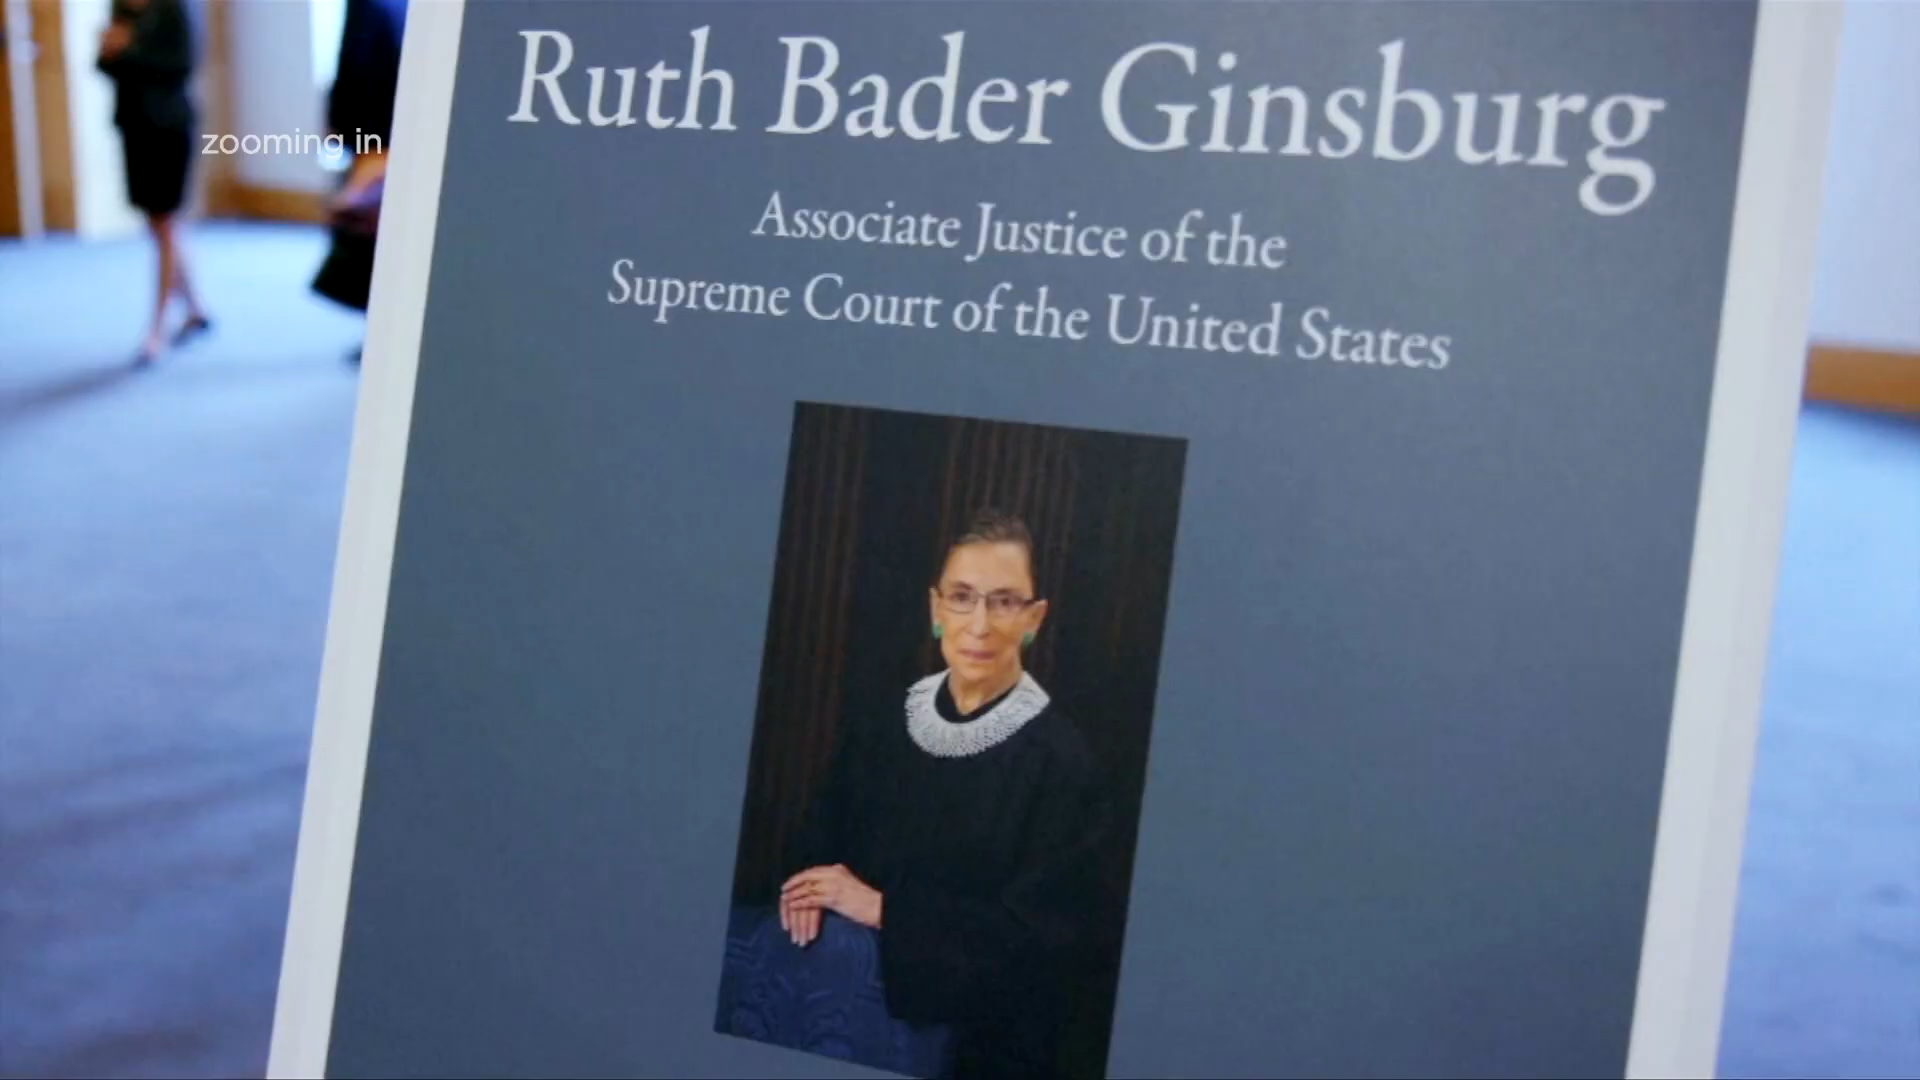 Ruth Bader Ginsburg
zooming in
Associate Justice of the
Supreme Court of the United States